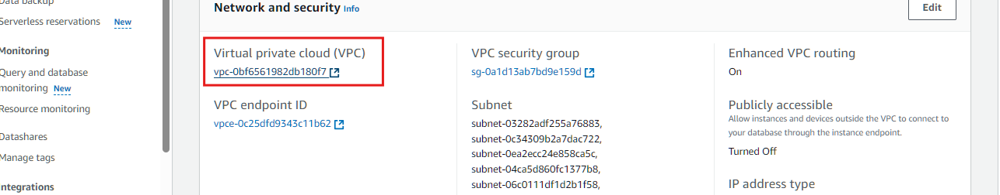 Data backup
Serverless reservations New
Monitoring
Query and database
monitoring New
Resource monitoring
Datashares
Manage tags
Integrations
Network and security Info
Edit
Virtual private cloud (VPC)
vpc-0bf6561982db180f7
VPC endpoint ID
vpce-0c25dfd9343c11b62
VPC security group
sg-0a1d13ab7bd9e159d
Subnet
subnet-03282adf255a76883,
subnet-0c34309b2a7dac722,
subnet-0ea2ecc24e858ca5c,
subnet-04ca5d860fc1377b8,
subnet-06c0111df1d2b1f58,
Enhanced VPC routing
On
Publicly accessible
Allow instances and devices outside the VPC to connect to
your database through the instance endpoint.
Turned Off
IP address type